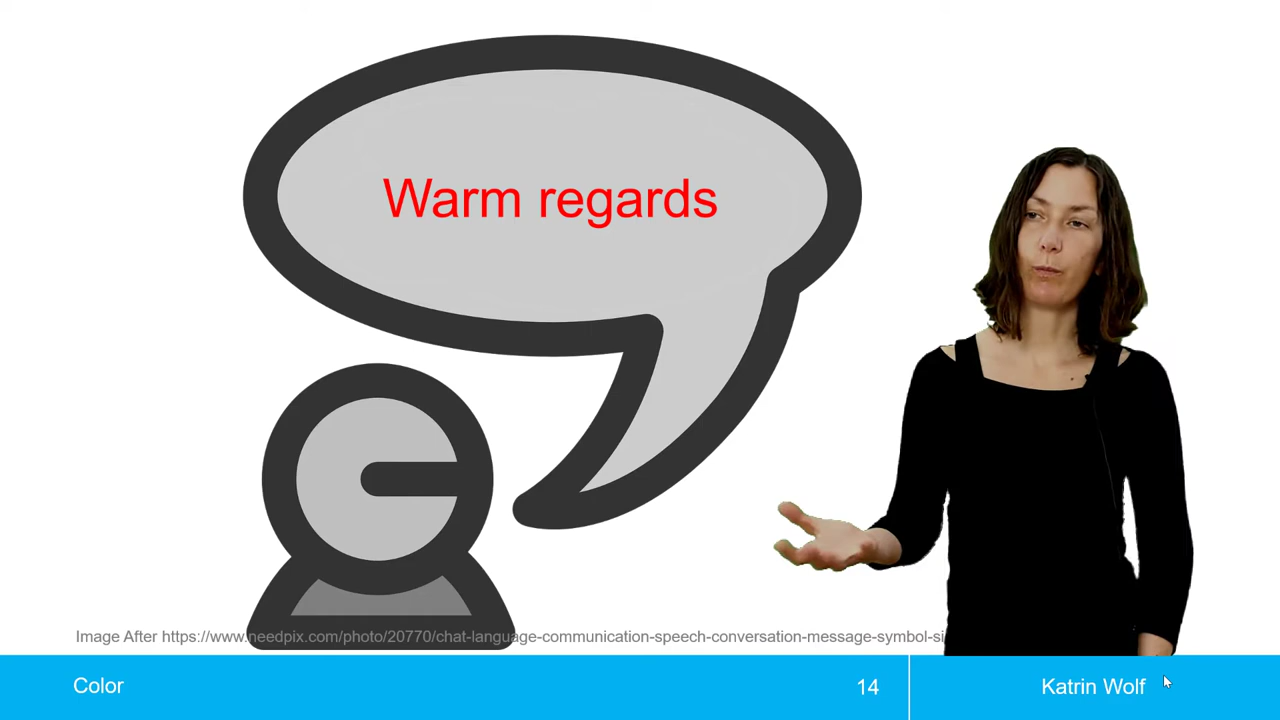 Warm regards
Image After https://www.needpix.com/photo/20770/chat-language-communication-speech-conversation-message-symbol-si
Color
14
Katrin Wolf